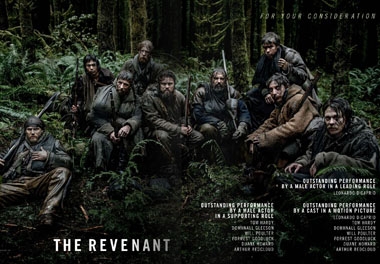 FOR YOUR CONSIDERATION
OUTSTANDING PERFORMANCE
BY A MALE ACTOR IN A LEADING ROLE
LEONARDO DICAPRIO
OUTSTANDING PERFORMANCE
BY A MALE ACTOR
IN A SUPPORTING ROLE
TOM HARDY
DOMHNALL GLEESON
WILL POULTER
FORREST GOODLUCK
DUANE HOWARD
ARTHUR REDCLOUD
OUTSTANDING PERFORMANCE
BY A CAST IN A MOTION PICTURE
LEONARDO DICAPRIO
TOM HARDY
DOMHNALL GLEESON
WILL POULTER
FORREST GOODLUCK
DUANE HOWARD
ARTHUR REDCLOUD
THE REVENANT